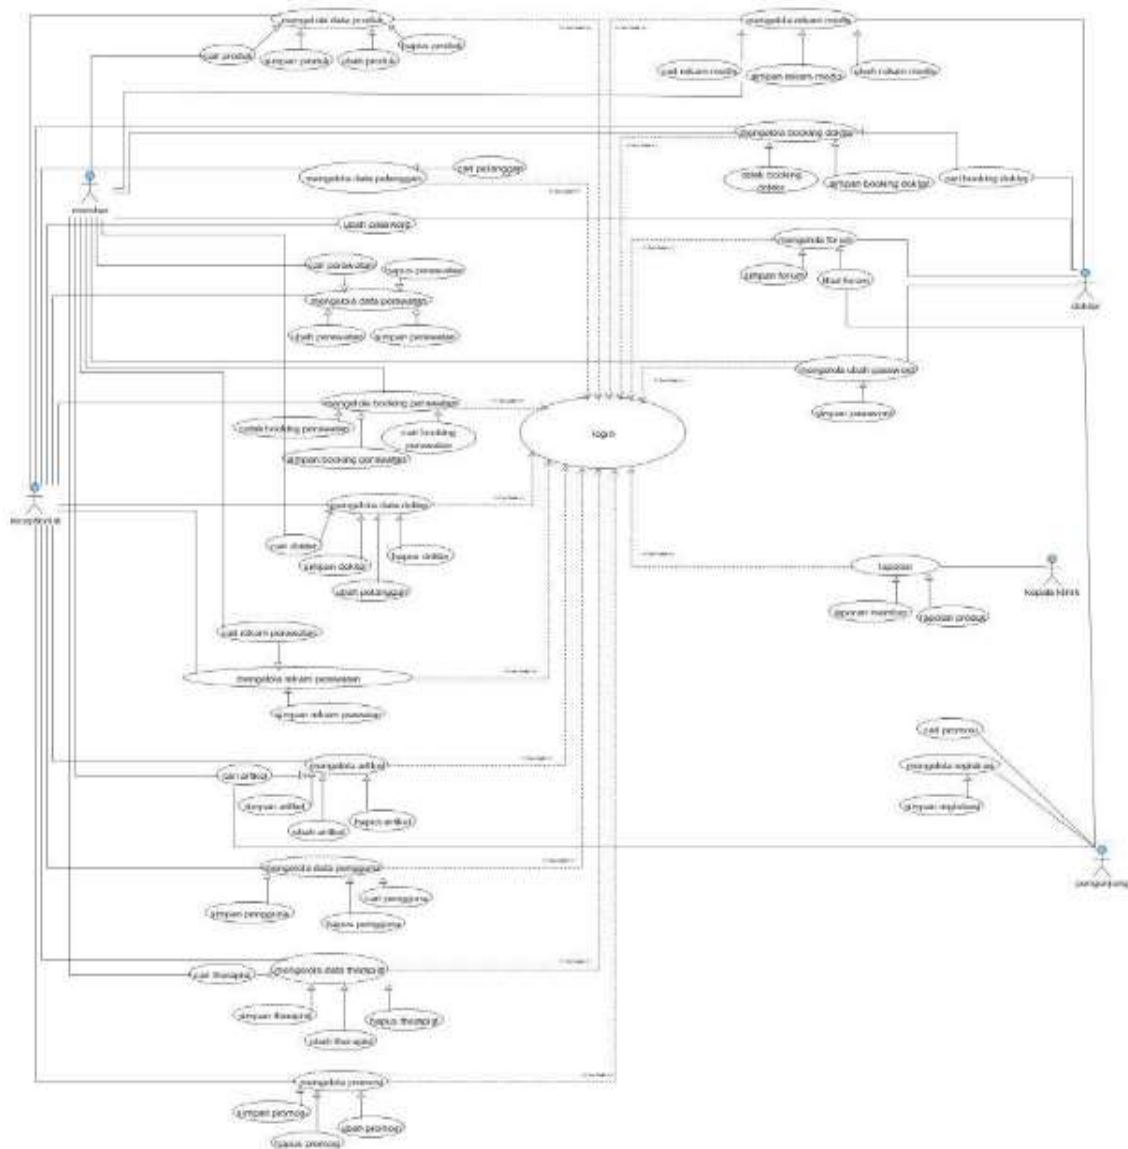 mengelola data produk
mengelola rekam medis
cari produk
simpan produk
ubah produk
hapus produk
cari rekam medis
simpan rekam medis
ubah rekam medis
mengelola booking dokter
cari pelanggan
mengelola data pelanggan
member
booking
dokter
simpan booking dokter
cari booking dokter
ubah password
mengelola forum
cari perawatan
hapus perawatan
simpan forum
lihat forum
mengelola data perawatan
dokter
ubah perawatan
simpan perawatan
mengelola ubah password
mengelola booking perawatan
simpan password
login
cari booking
perawatan
simpan booking perawatan
receptionist
mengelola data dokter
cari dokter
hapus dokter
simpan dokter
ubah pelanggan
laporan
kepala klinik
laporan member
laporan produk
cari rekam perawatan
mengelola rekam perawatan
simpan rekam perawatan
cari promosi
mengelola artikel
mengelola registrasi
cari artikel
simpan artikel
hapus artikel
simpan registrasi
ubah artikel
mengelola data pengguna
pengunjung
cari pengguna
simpan pengguna
hapus pengguna
mengelola data therapist
cari therapist
simpan therapist
hapus therapist
ubah therapist
mengelola promosi
simpan promosi
ubah promosi
hapus promosi